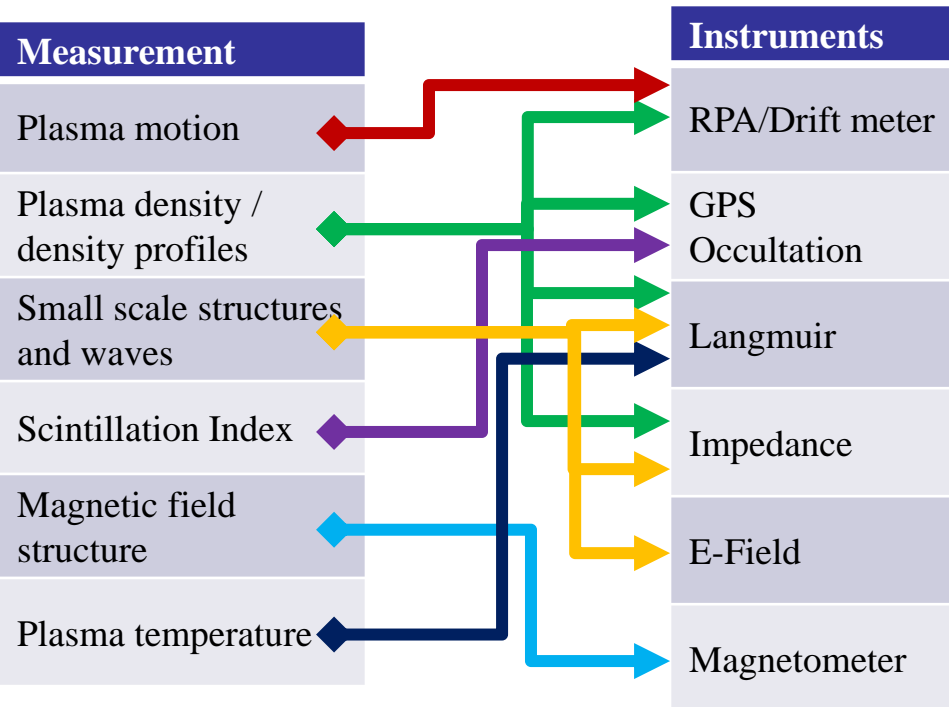 Measurement
Plasma motion
Plasma density /
density profiles
Small scale structures
and waves
Scintillation Index
Magnetic field
structure
Plasma temperature
Instruments
RPA/Drift meter
GPS
Occultation
Langmuir
Impedance
E-Field
Magnetometer